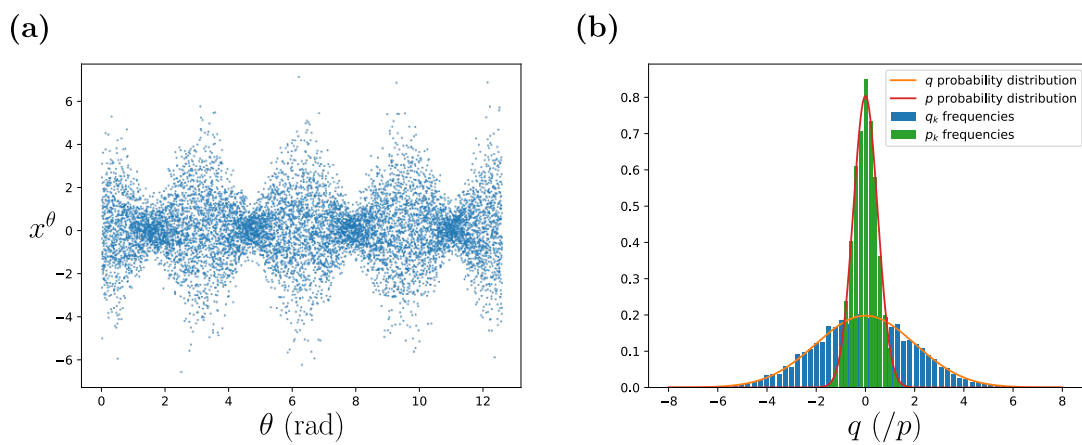 (a)
6
4
2
0
−2
−4
−6
x^θ
0 2 4 6 8 10 12
θ (rad)
(b)
q probability distribution
p probability distribution
q_k frequencies
p_k frequencies
0.8
0.7
0.6
0.5
0.4
0.3
0.2
0.1
0.0
−8 −6 −4 −2 0 2 4 6 8
q (/p)